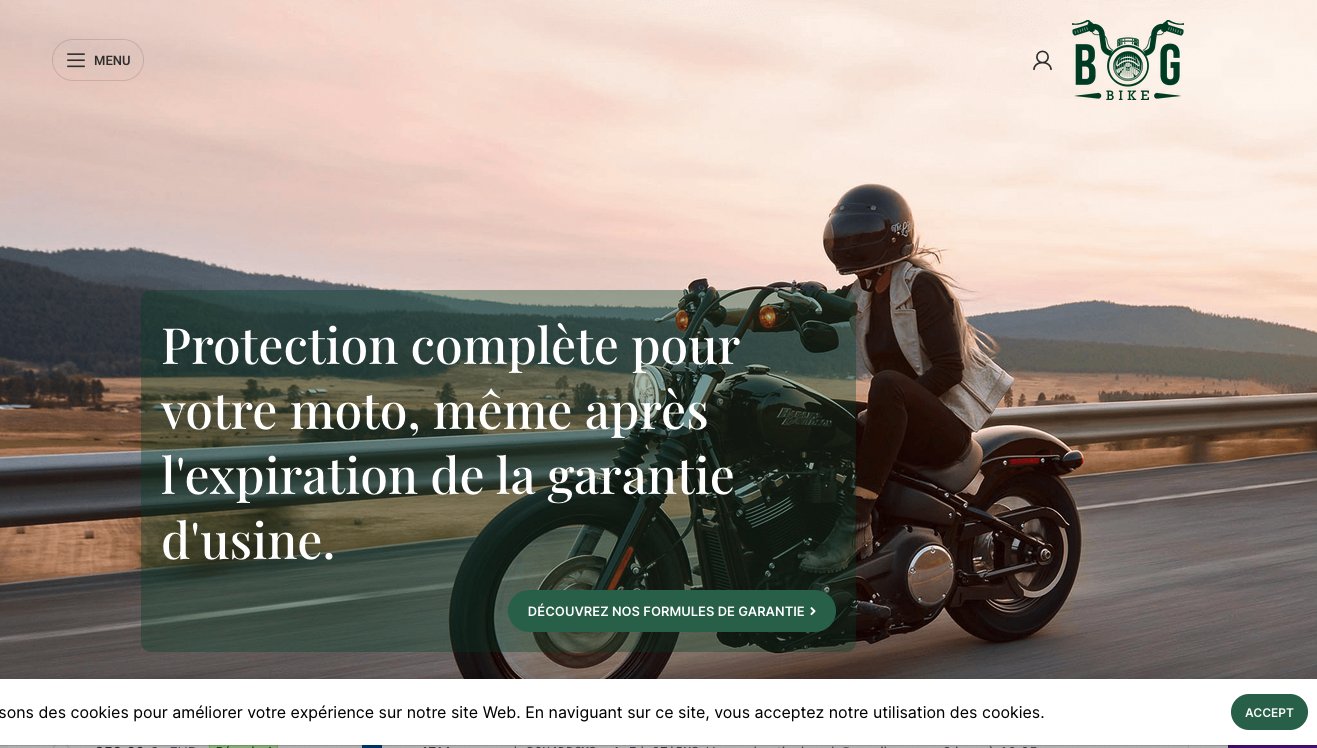 MENU
B G
BIKE
Protection complète pour
votre moto, même après
l'expiration de la garantie
d'usine.
DÉCOUVREZ NOS FORMULES DE GARANTIE
sons des cookies pour améliorer votre expérience sur notre site Web. En naviguant sur ce site, vous acceptez notre utilisation des cookies.
ACCEPT